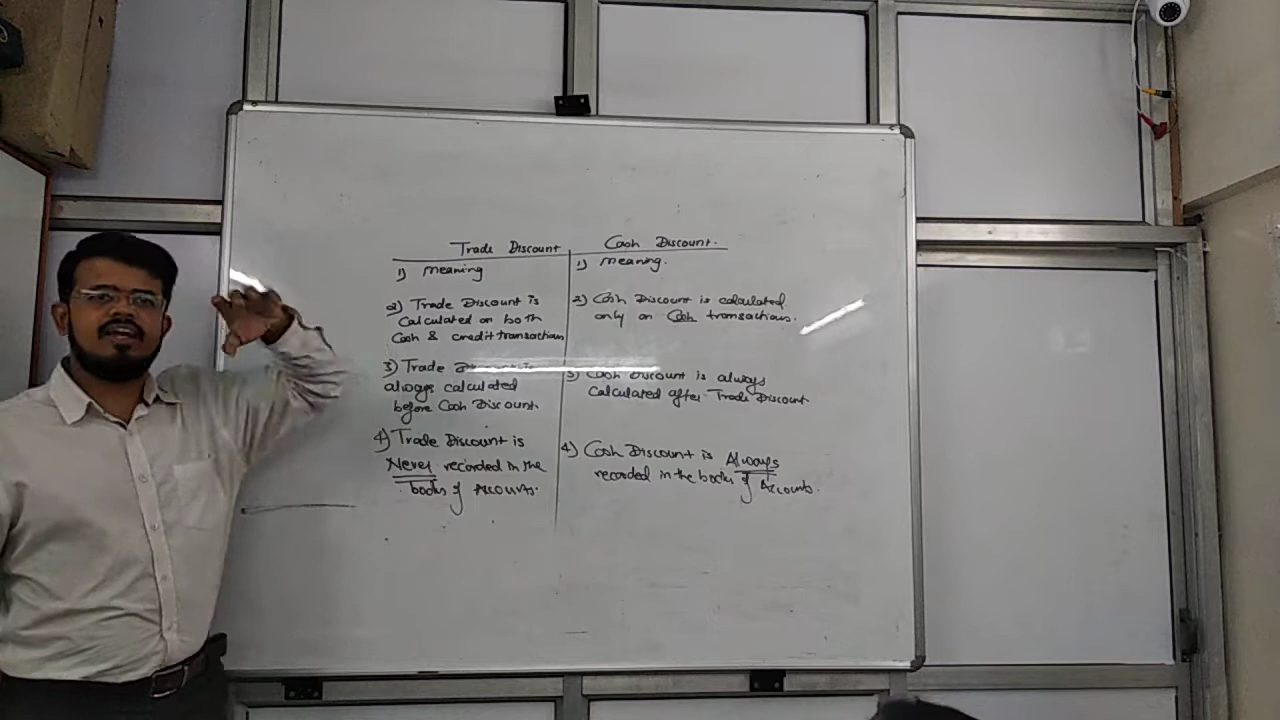 Trade Discount
1) Meaning
2) Trade Discount is
Calculated on both
Cash & credit transactions
3) Trade
always calculated
before Cash Discount.
4) Trade Discount is
Never recorded in the
books of Accounts.
Cash Discount.
1) Meaning.
2) Cash Discount is calculated
only on Cash transactions.
3) Cash Discount is always
Calculated after Trade Discount
4) Cash Discount is Always
recorded in the books of Accounts.